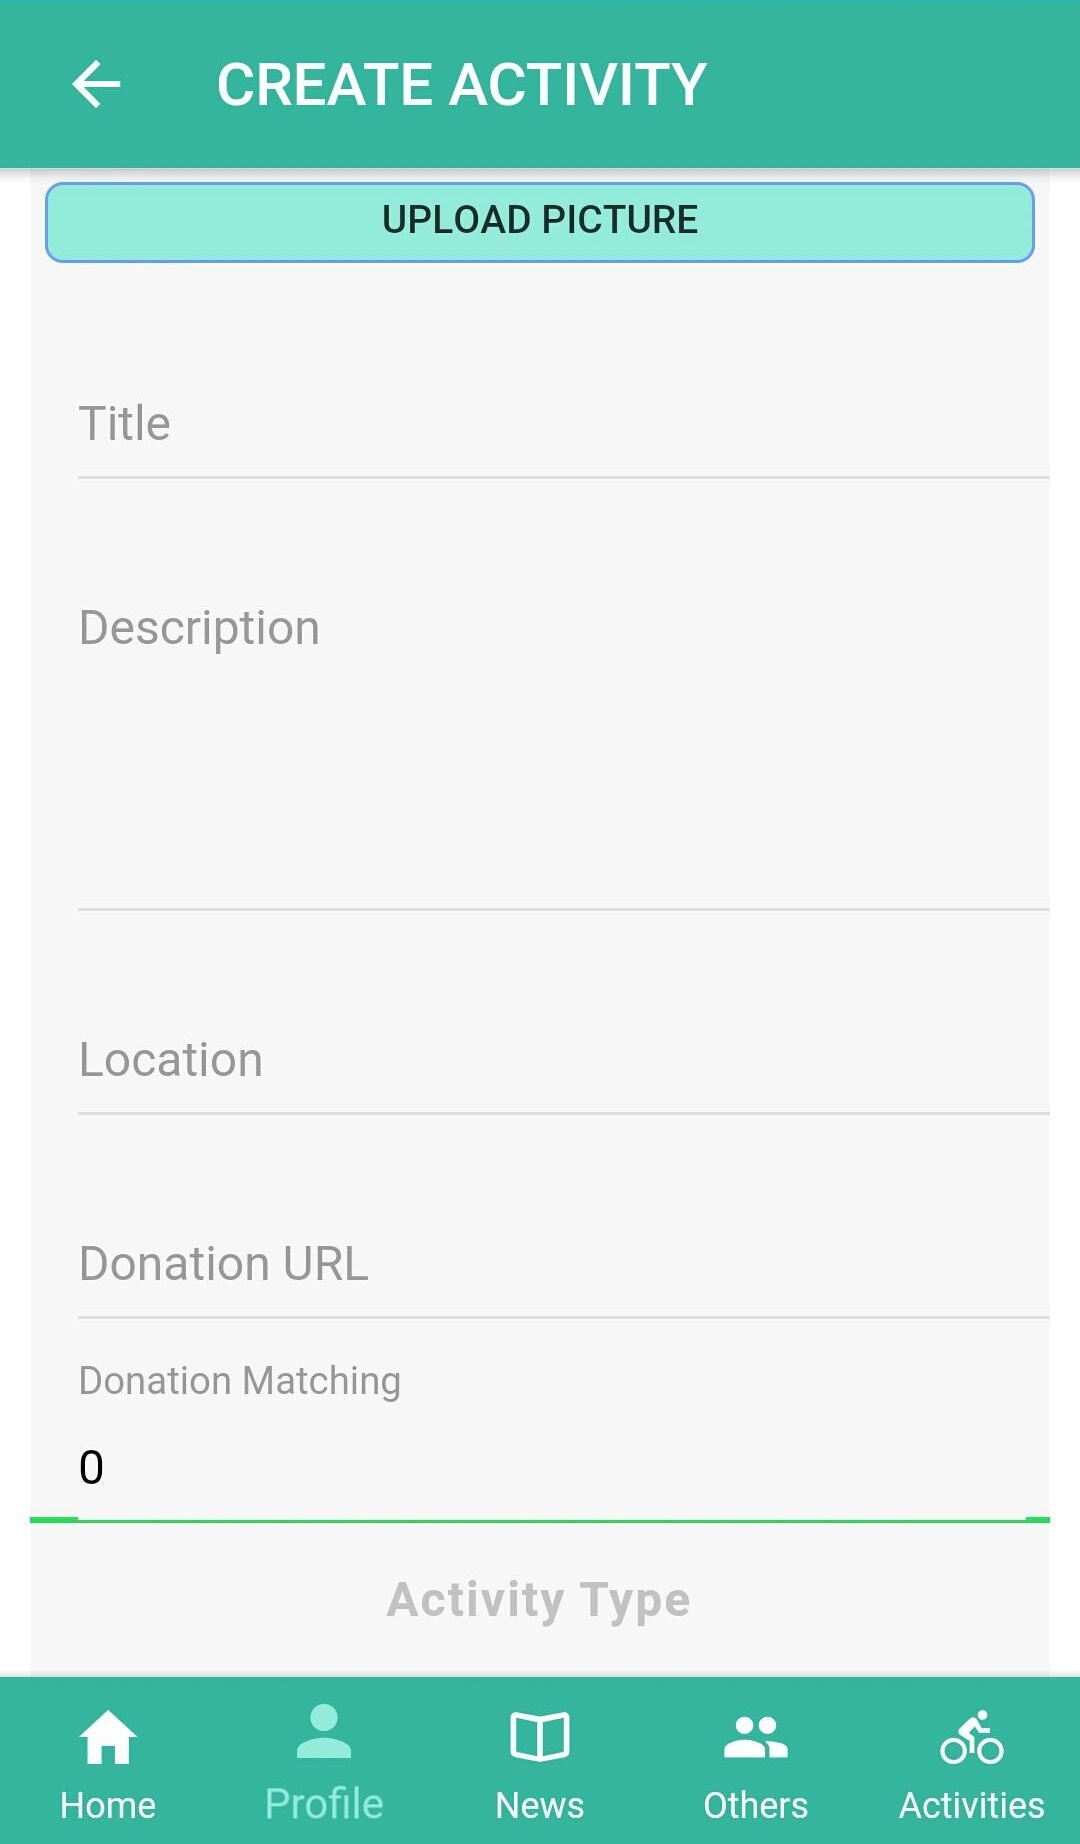 CREATE ACTIVITY
UPLOAD PICTURE
Title
Description
Location
Donation URL
Donation Matching
0
Activity Type
Home Profile News Others Activities